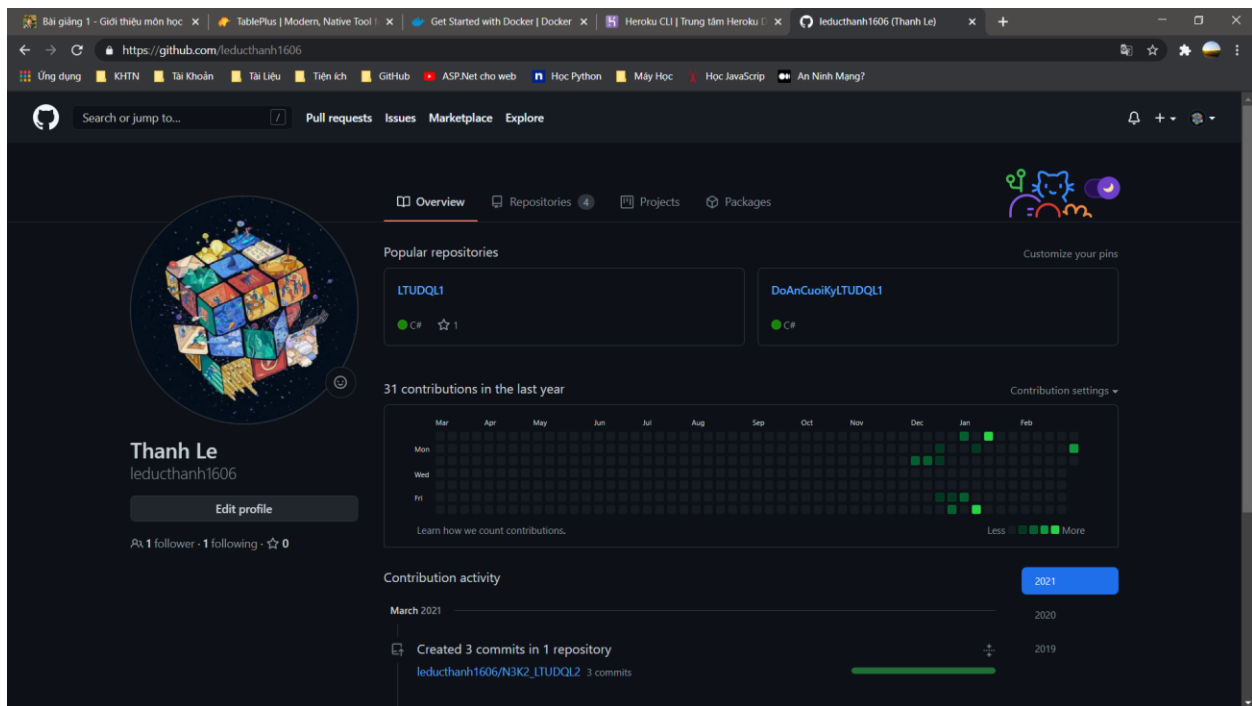 Bài giảng 1 - Giới thiệu môn học
TablePlus | Modern, Native Tool f
Get Started with Docker | Docker
Heroku CLI | Trung tâm Heroku D
leducthanh1606 (Thanh Le)
https://github.com/leducthanh1606
Ứng dụng KHTN Tài Khoản Tài Liệu Tiện ích GitHub ASP.Net cho web Học Python Máy Học Học JavaScrip An Ninh Mạng?
Search or jump to... / Pull requests Issues Marketplace Explore
Overview Repositories 4 Projects Packages
Popular repositories Customize your pins
LTUDQL1 DoAnCuoiKyLTUDQL1
C# 1 C#
31 contributions in the last year Contribution settings
Mar Apr May Jun Jul Aug Sep Oct Nov Dec Jan Feb
Mon
Wed
Fri
Learn how we count contributions. Less More
Thanh Le
leducthanh1606
Edit profile
1 follower · 1 following · 0
Contribution activity
2021
2020
2019
March 2021
Created 3 commits in 1 repository
leducthanh1606/N3K2_LTUDQL2 3 commits